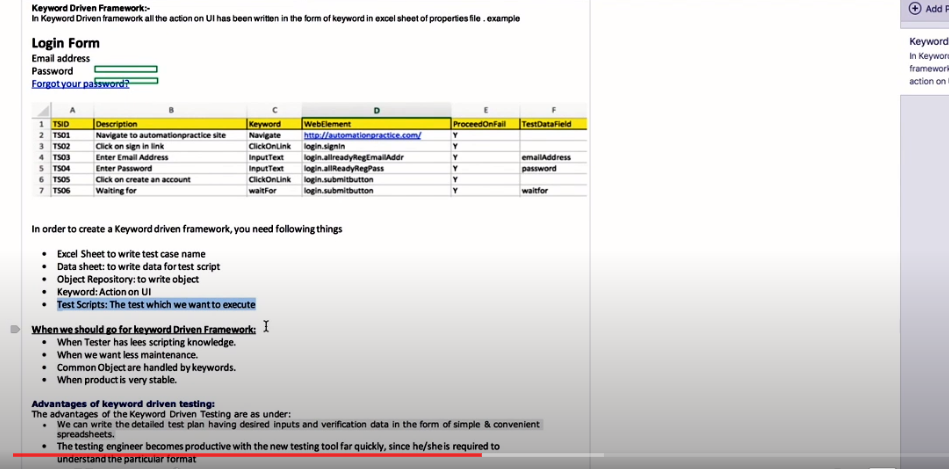 Keyword Driven Framework:-
In Keyword Driven framework all the action on UI has been written in the form of keyword in excel sheet of properties file . example
Login Form
Email address
Password
Forgot your password?
A B C D E F
1 TSID Description Keyword WebElement ProceedOnFail TestDataField
2 TS01 Navigate to automationpractice site Navigate http://automationpractice.com/ Y
3 TS02 Click on sign in link ClickOnLink login.signin Y
4 TS03 Enter Email Address InputText login.allreadyRegEmailAddr Y emailAddress
5 TS04 Enter Password InputText login.allReadyRegPass Y password
6 TS05 Click on create an account ClickOnLink login.submitbutton Y
7 TS06 Waiting for waitFor login.submitbutton Y waitfor
In order to create a Keyword driven framework, you need following things
• Excel Sheet to write test case name
• Data sheet: to write data for test script
• Object Repository: to write object
• Keyword: Action on UI
• Test Scripts: The test which we want to execute
When we should go for keyword Driven Framework:
• When Tester has lees scripting knowledge.
• When we want less maintenance.
• Common Object are handled by keywords.
• When product is very stable.
Advantages of keyword driven testing:
The advantages of the Keyword Driven Testing are as under:
• We can write the detailed test plan having desired inputs and verification data in the form of simple & convenient
spreadsheets.
• The testing engineer becomes productive with the new testing tool far quickly, since he/she is required to
understand the particular format
Add P
Keyword
In Keywor
framework
action on